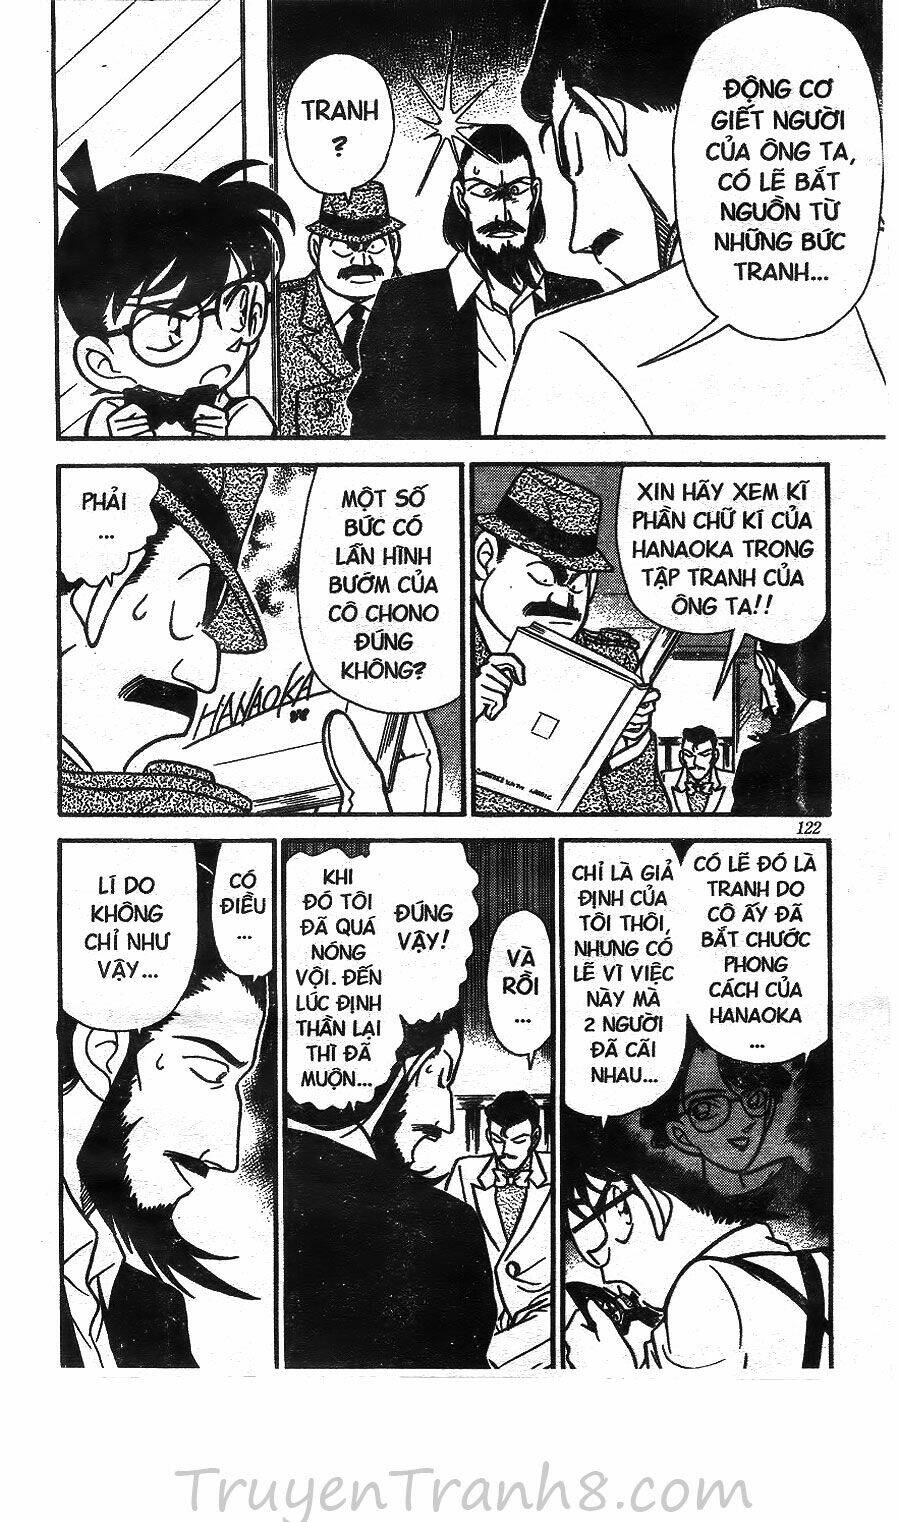 ĐỘNG CƠ
GIẾT NGƯỜI
CỦA ÔNG TA,
CÓ LẼ BẮT
NGUỒN TỪ
NHỮNG BỨC
TRANH...
TRANH
?
XIN HÃY XEM KĨ
PHẦN CHỮ KÍ CỦA
HANAOKA TRONG
TẬP TRANH CỦA
ÔNG TA!!
MỘT SỐ
BỨC CÓ
LẤN HÌNH
BƯỚM CỦA
CÔ CHONO
ĐÚNG
KHÔNG?
HANAOKA
PHẢI
...
122
CÓ LẼ ĐÓ LÀ
TRANH DO
CÔ ẤY ĐÃ
BẮT CHƯỚC
PHONG
CÁCH CỦA
HANAOKA
...
CHỈ LÀ GIẢ
ĐỊNH CỦA
TÔI THÔI,
NHƯNG CÓ
LẼ VÌ VIỆC
NÀY MÀ
2 NGƯỜI
ĐÃ CÃI
NHAU...
VÀ
RỒI
...
ĐÚNG
VẬY!
KHI
ĐÓ TÔI
ĐÃ QUÁ
NÓNG
VỘI. ĐẾN
LÚC ĐỊNH
THẦN LẠI
THÌ ĐÃ
MUỘN...
CÓ
ĐIỀU
...
LÍ DO
KHÔNG
CHỈ NHƯ
VẬY...
TruyenTranh8.com